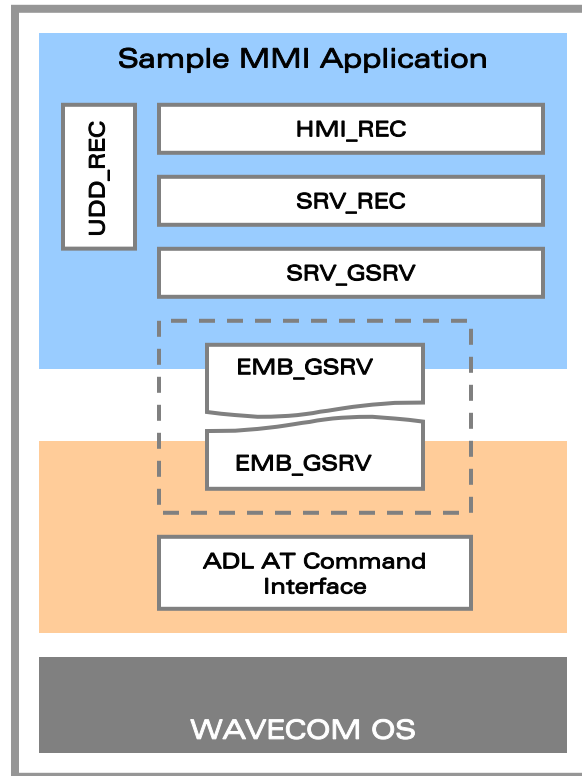 Sample MMI Application
UDD_REC
HMI_REC
SRV_REC
SRV_GSRV
EMB_GSRV
EMB_GSRV
ADL AT Command
Interface
WAVECOM OS